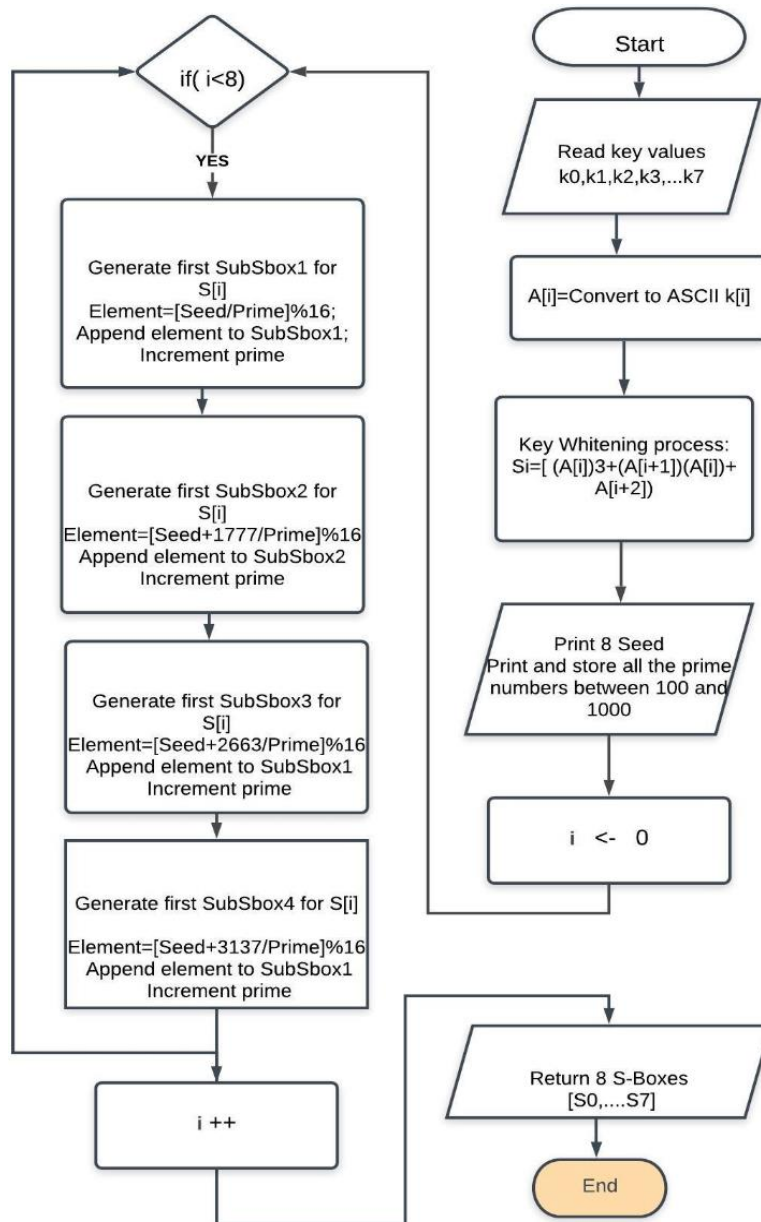 Start
Read key values
k0,k1,k2,k3,...k7
A[i]=Convert to ASCII k[i]
Key Whitening process:
Si=[ (A[i])3+(A[i+1])(A[i])+
A[i+2])
Print 8 Seed
Print and store all the prime
numbers between 100 and
1000
i <- 0
if( i<8)
YES
Generate first SubSbox1 for
S[i]
Element=[Seed/Prime]%16;
Append element to SubSbox1;
Increment prime
Generate first SubSbox2 for
S[i]
Element=[Seed+1777/Prime]%16
Append element to SubSbox2
Increment prime
Generate first SubSbox3 for
S[i]
Element=[Seed+2663/Prime]%16
Append element to SubSbox1
Increment prime
Generate first SubSbox4 for S[i]
Element=[Seed+3137/Prime]%16
Append element to SubSbox1
Increment prime
i ++
Return 8 S-Boxes
[S0,....S7]
End